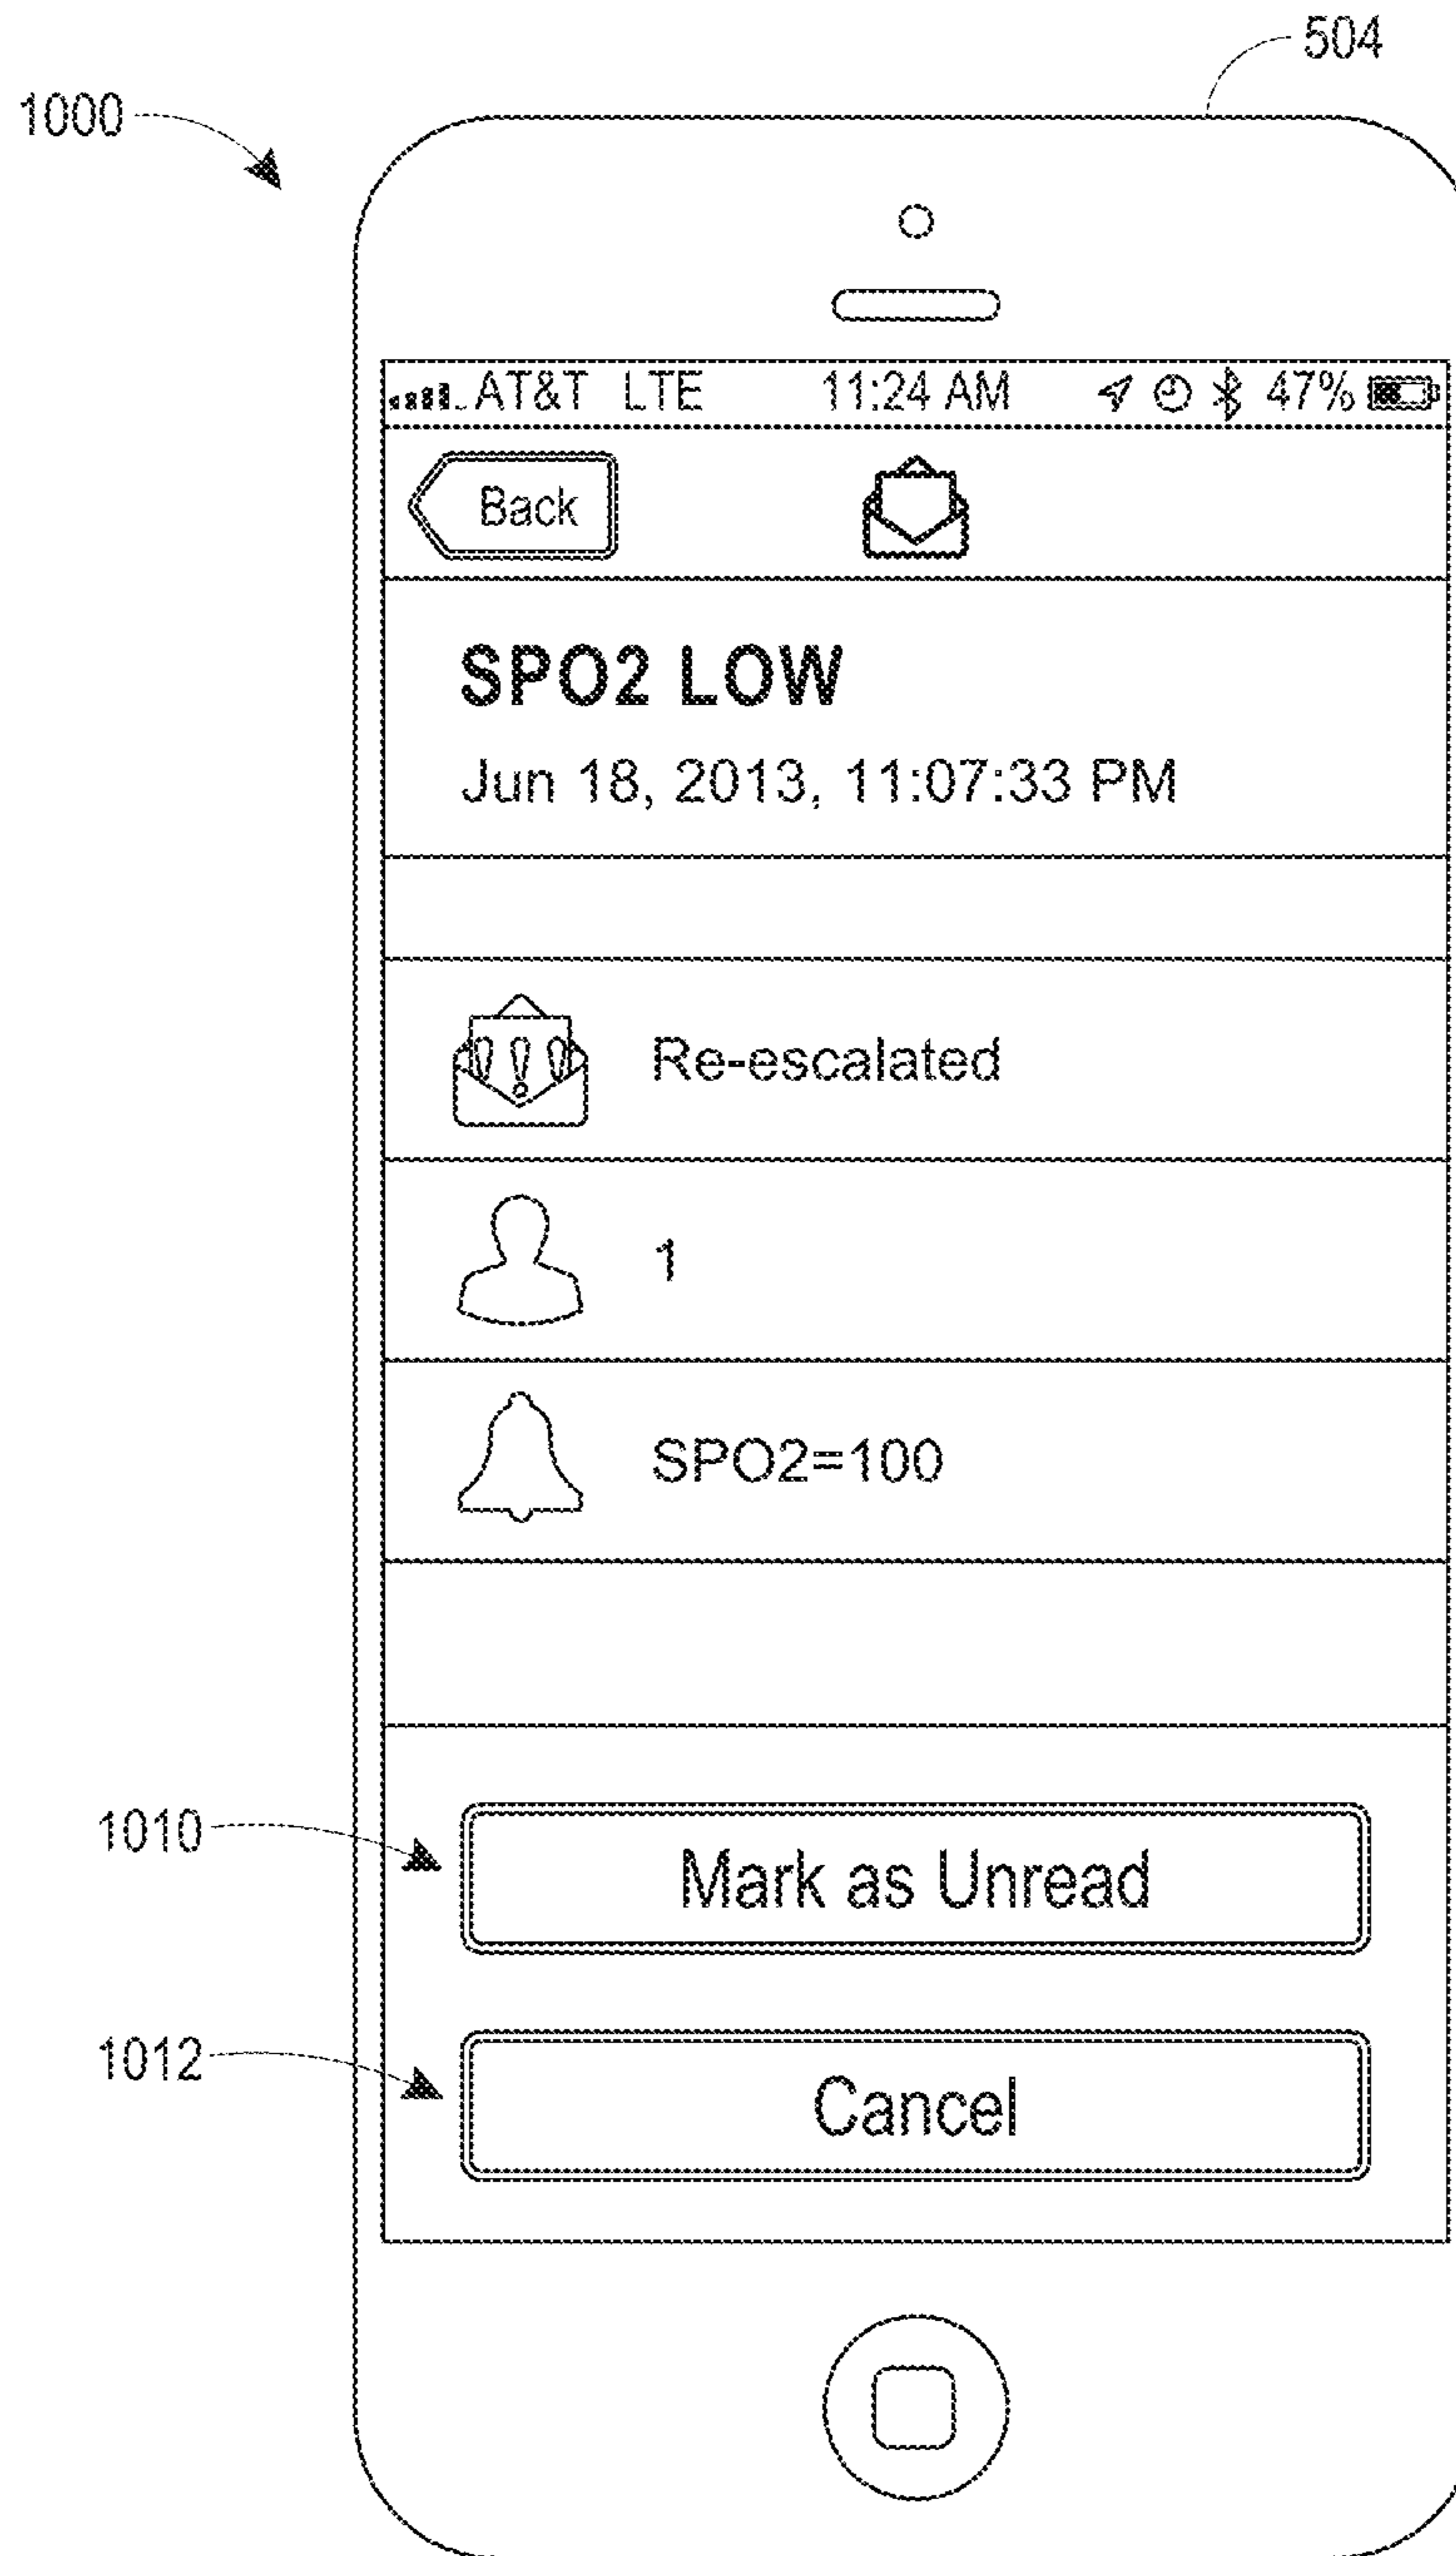 504
1000
AT&T LTE 11:24 AM 47%
Back
SPO2 LOW
Jun 18, 2013, 11:07:33 PM
Re-escalated
1
SPO2=100
1010
Mark as Unread
1012
Cancel